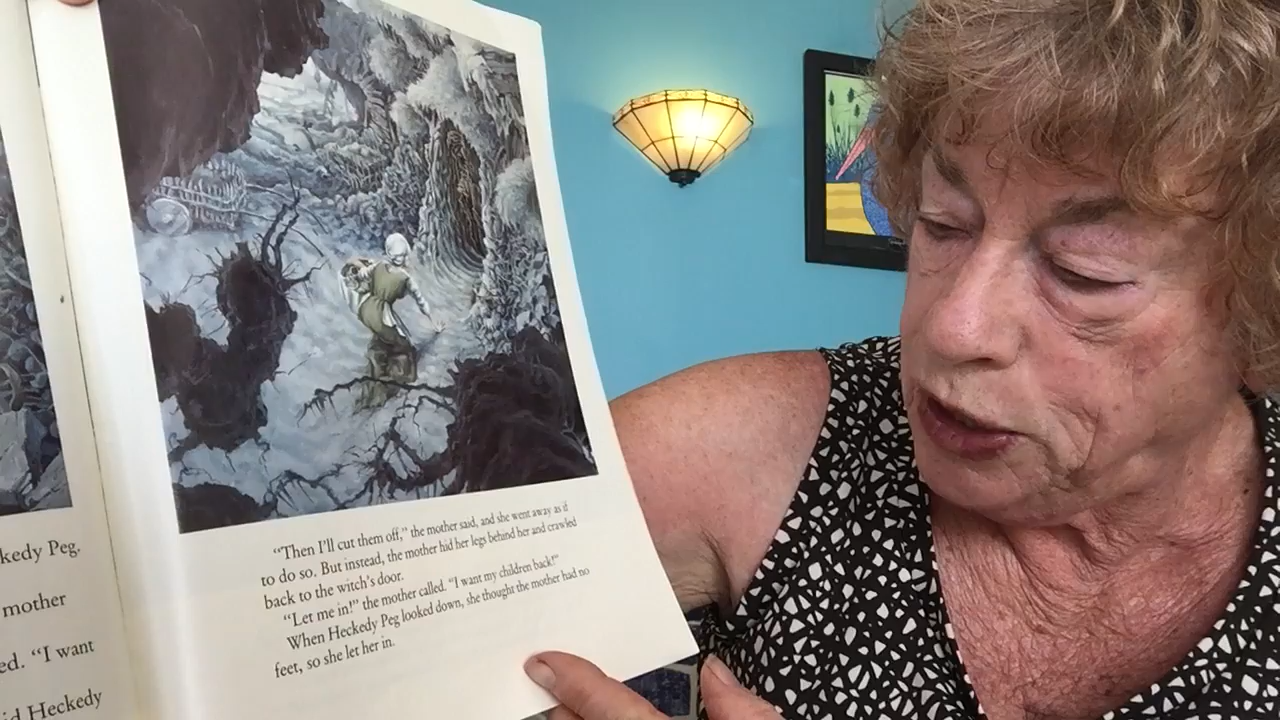 kedy Peg.
mother
ed. “I want
id Heckedy
“Then I’ll cut them off,” the mother said, and she went away as if
to do so. But instead, the mother hid her legs behind her and crawled
back to the witch’s door.
“Let me in!” the mother called. “I want my children back!”
When Heckedy Peg looked down, she thought the mother had no
feet, so she let her in.